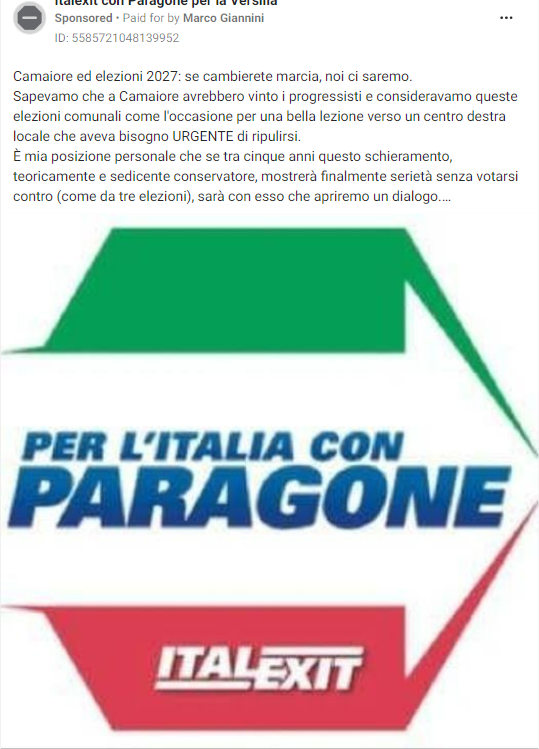 Italexit con Paragone per la Versilia
Sponsored • Paid for by Marco Giannini
ID: 5585721048139952
Camaiore ed elezioni 2027: se cambierete marcia, noi ci saremo.
Sapevamo che a Camaiore avrebbero vinto i progressisti e consideravamo queste
elezioni comunali come l'occasione per una bella lezione verso un centro destra
locale che aveva bisogno URGENTE di ripulirsi.
È mia posizione personale che se tra cinque anni questo schieramento,
teoricamente e sedicente conservatore, mostrerà finalmente serietà senza votarsi
contro (come da tre elezioni), sarà con esso che apriremo un dialogo....
PER L'ITALIA CON
PARAGONE
ITALEXIT